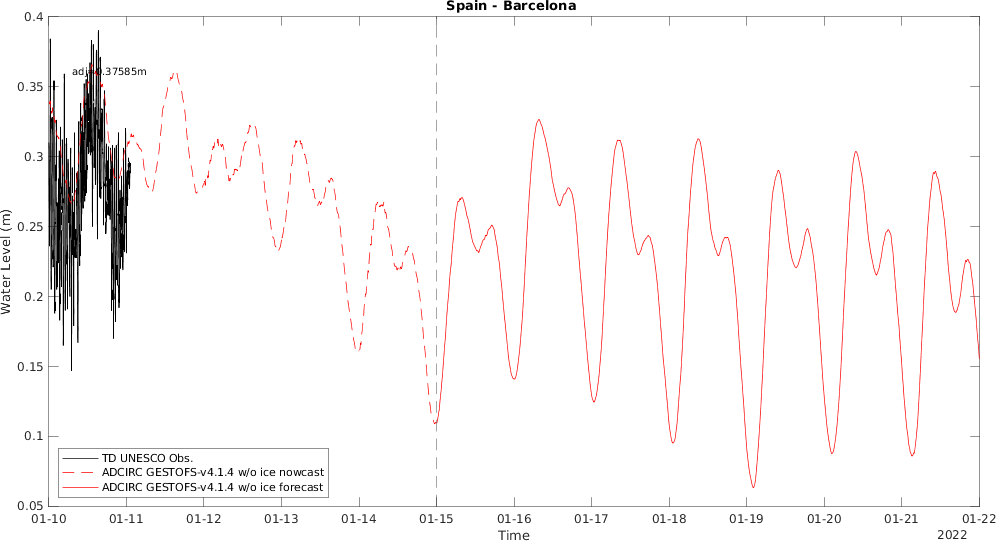 Spain - Barcelona
0.4
0.35
0.3
0.25
0.2
0.15
0.1
0.05
Water Level (m)
TD UNESCO Obs.
ADCIRC GESTOFS-v4.1.4 w/o ice nowcast
ADCIRC GESTOFS-v4.1.4 w/o ice forecast
01-10 01-11 01-12 01-13 01-14 01-15 01-16 01-17 01-18 01-19 01-20 01-21 01-22
Time
2022